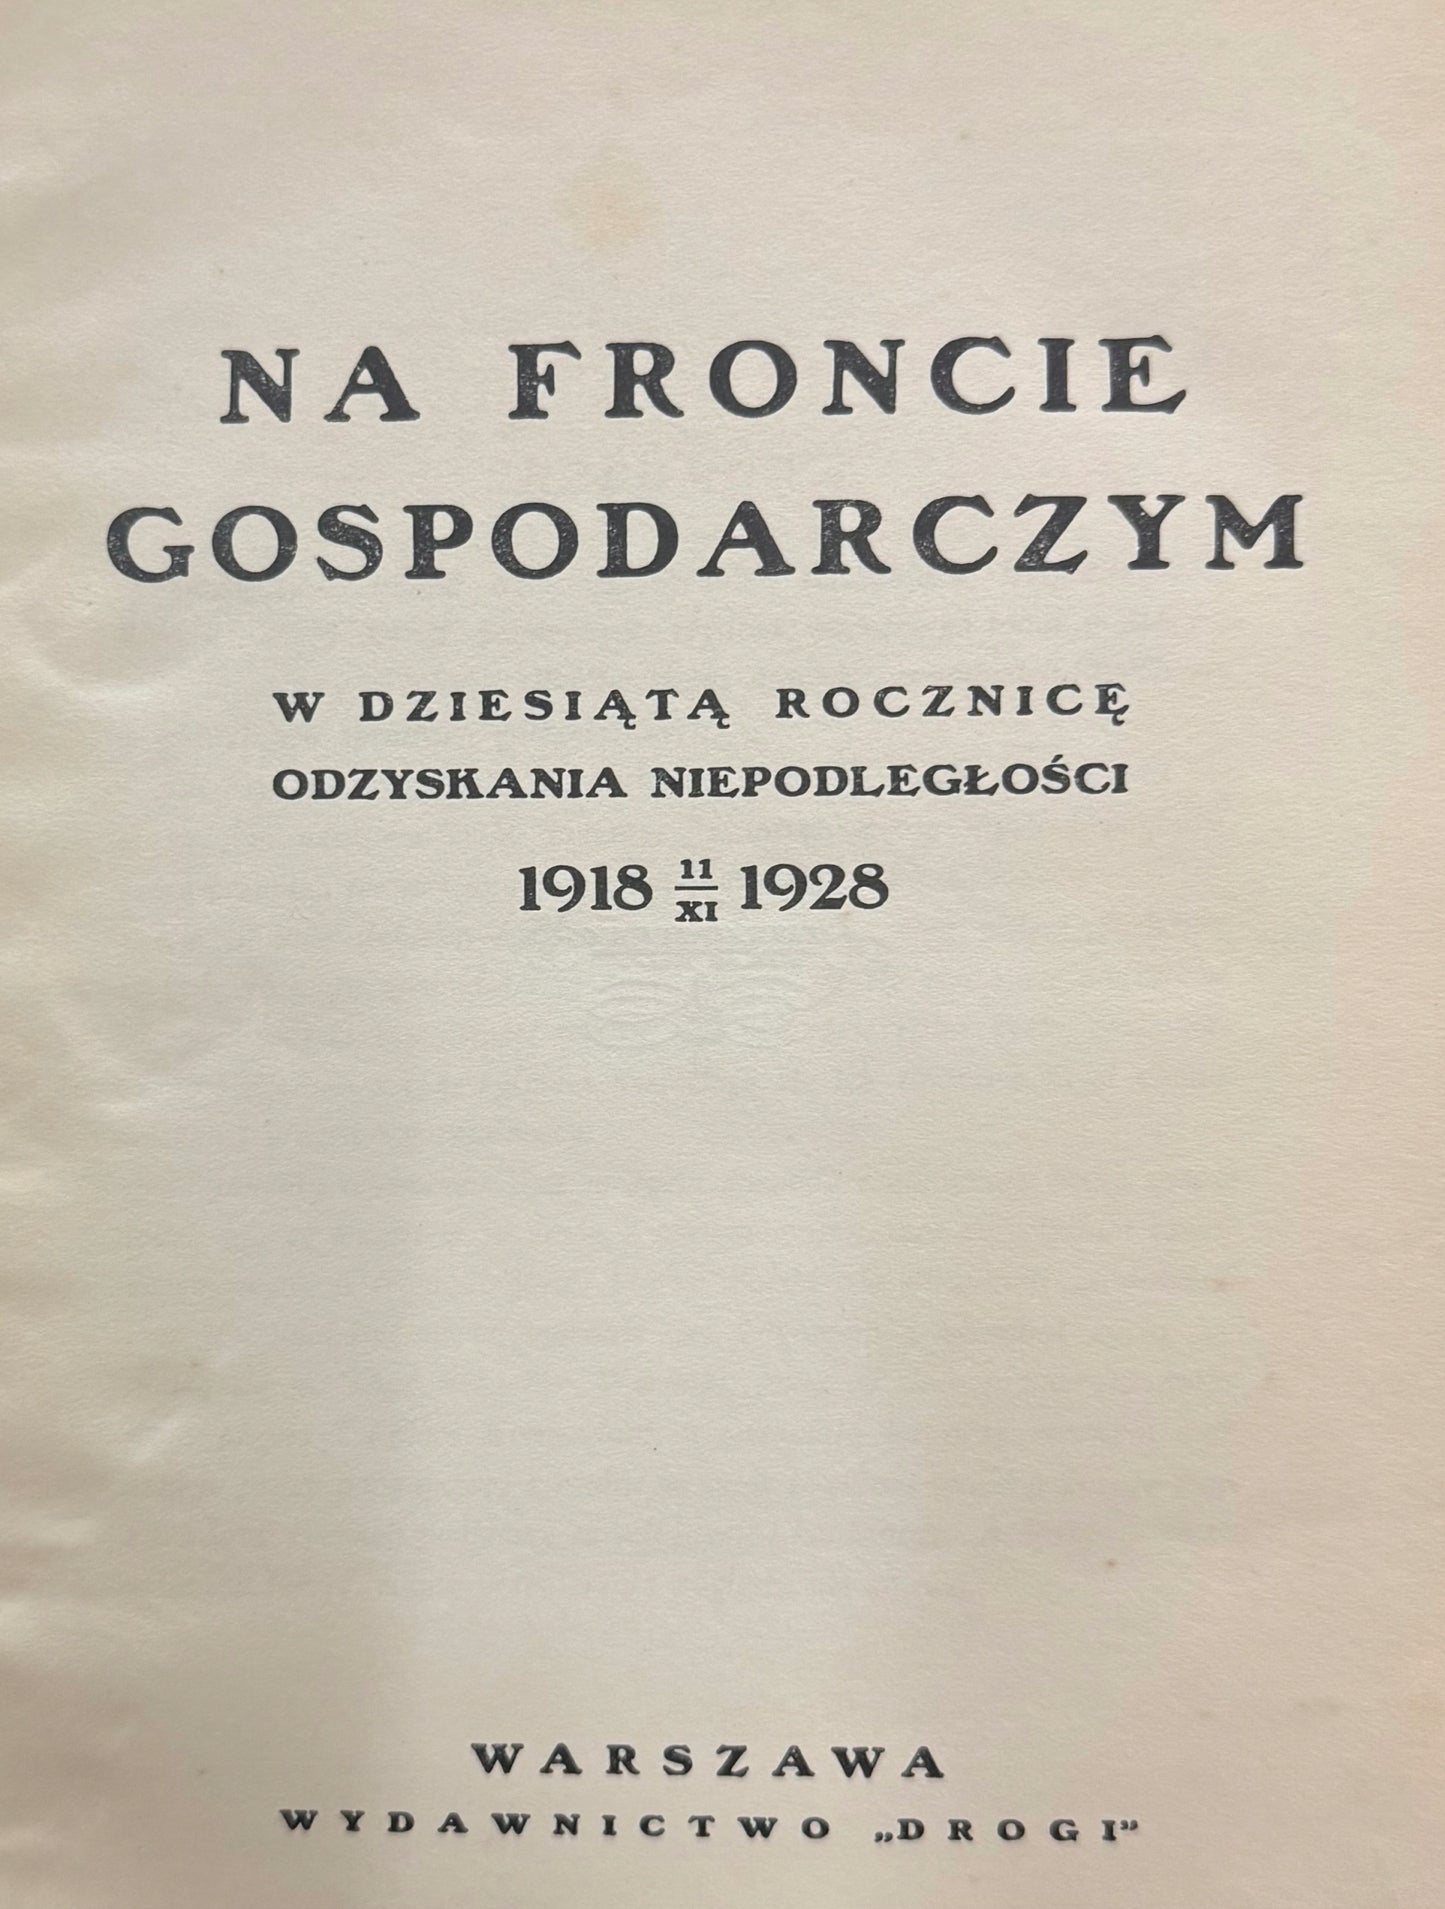 NA FRONCIE
GOSPODARCZYM
W DZIESIĄTĄ ROCZNICĘ
ODZYSKANIA NIEPODLEGŁOŚCI
1918 11/XI 1928
WARSZAWA
WYDAWNICTWO „DROGI”